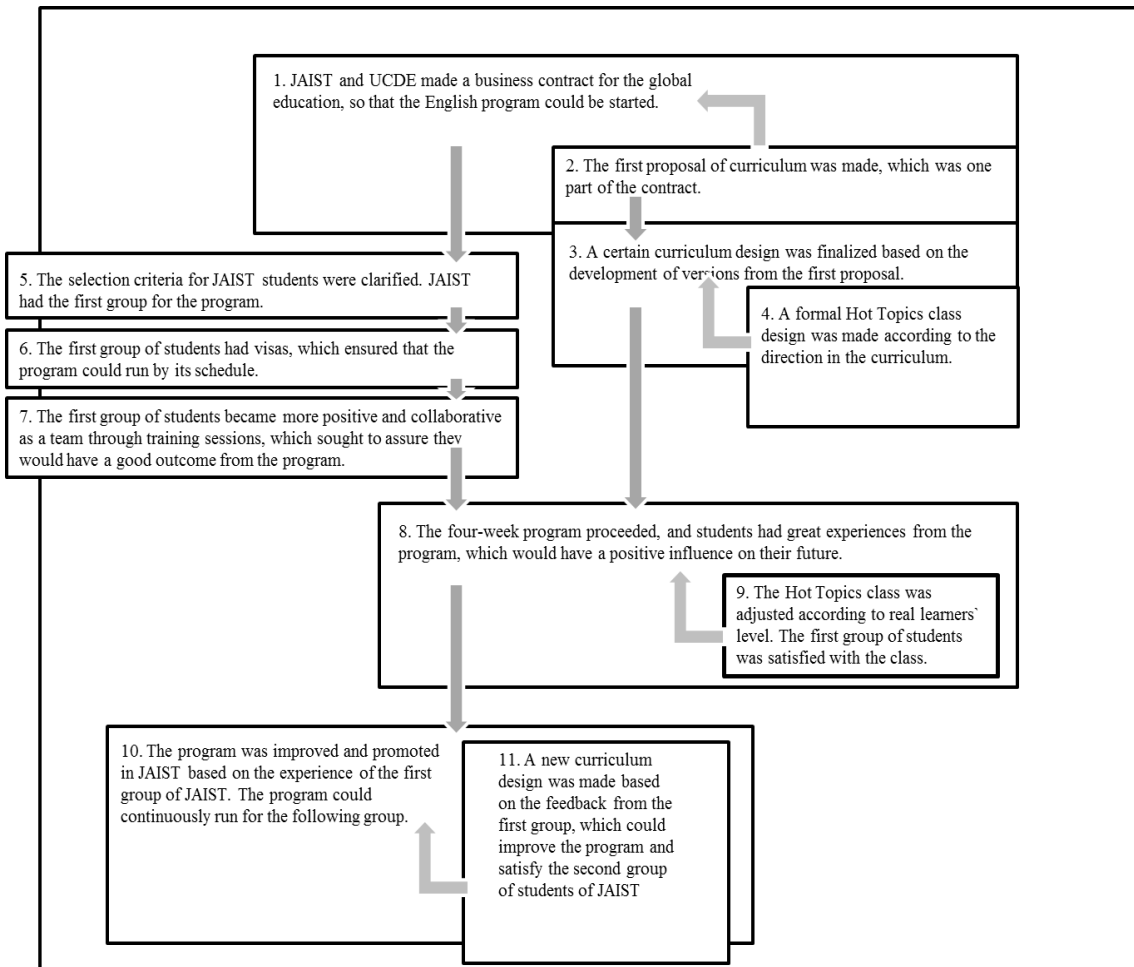 1. JAIST and UCDE made a business contract for the global
education, so that the English program could be started.
2. The first proposal of curriculum was made, which was one
part of the contract.
3. A certain curriculum design was finalized based on the
development of versions from the first proposal.
4. A formal Hot Topics class
design was made according to the
direction in the curriculum.
5. The selection criteria for JAIST students were clarified. JAIST
had the first group for the program.
6. The first group of students had visas, which ensured that the
program could run by its schedule.
7. The first group of students became more positive and collaborative
as a team through training sessions, which sought to assure they
would have a good outcome from the program.
8. The four-week program proceeded, and students had great experiences from the
program, which would have a positive influence on their future.
9. The Hot Topics class was
adjusted according to real learners`
level. The first group of students
was satisfied with the class.
10. The program was improved and promoted
in JAIST based on the experience of the first
group of JAIST. The program could
continuously run for the following group.
11. A new curriculum
design was made based
on the feedback from the
first group, which could
improve the program and
satisfy the second group
of students of JAIST